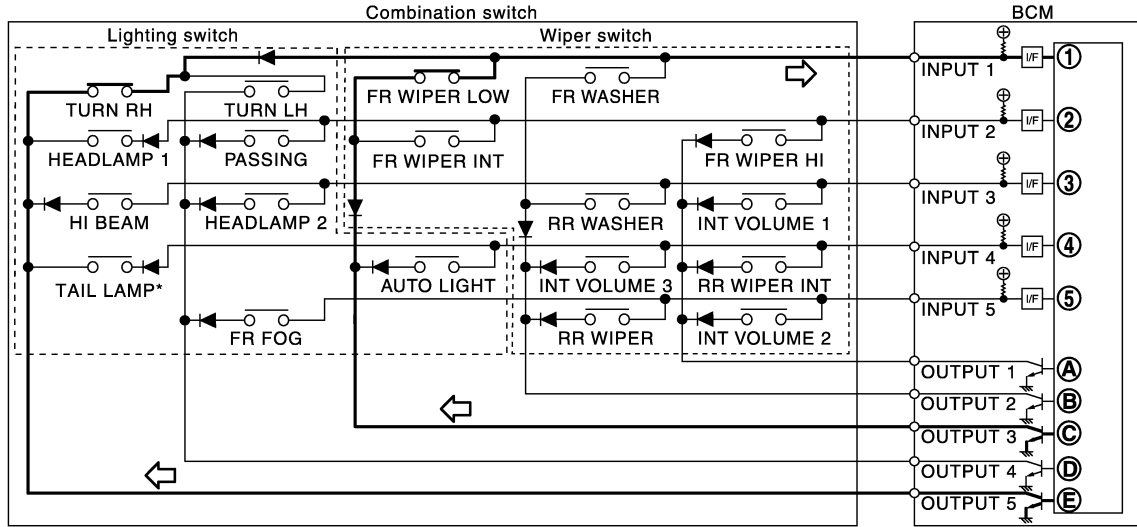 Combination switch
BCM
Lighting switch
Wiper switch
INPUT 1
I/F
1
TURN RH
TURN LH
FR WIPER LOW
FR WASHER
INPUT 2
I/F
2
HEADLAMP 1
PASSING
FR WIPER INT
FR WIPER HI
INPUT 3
I/F
3
HI BEAM
HEADLAMP 2
RR WASHER
INT VOLUME 1
INPUT 4
I/F
4
TAIL LAMP*
AUTO LIGHT
INT VOLUME 3
RR WIPER INT
INPUT 5
I/F
5
FR FOG
RR WIPER
INT VOLUME 2
OUTPUT 1
A
OUTPUT 2
B
OUTPUT 3
C
OUTPUT 4
D
OUTPUT 5
E